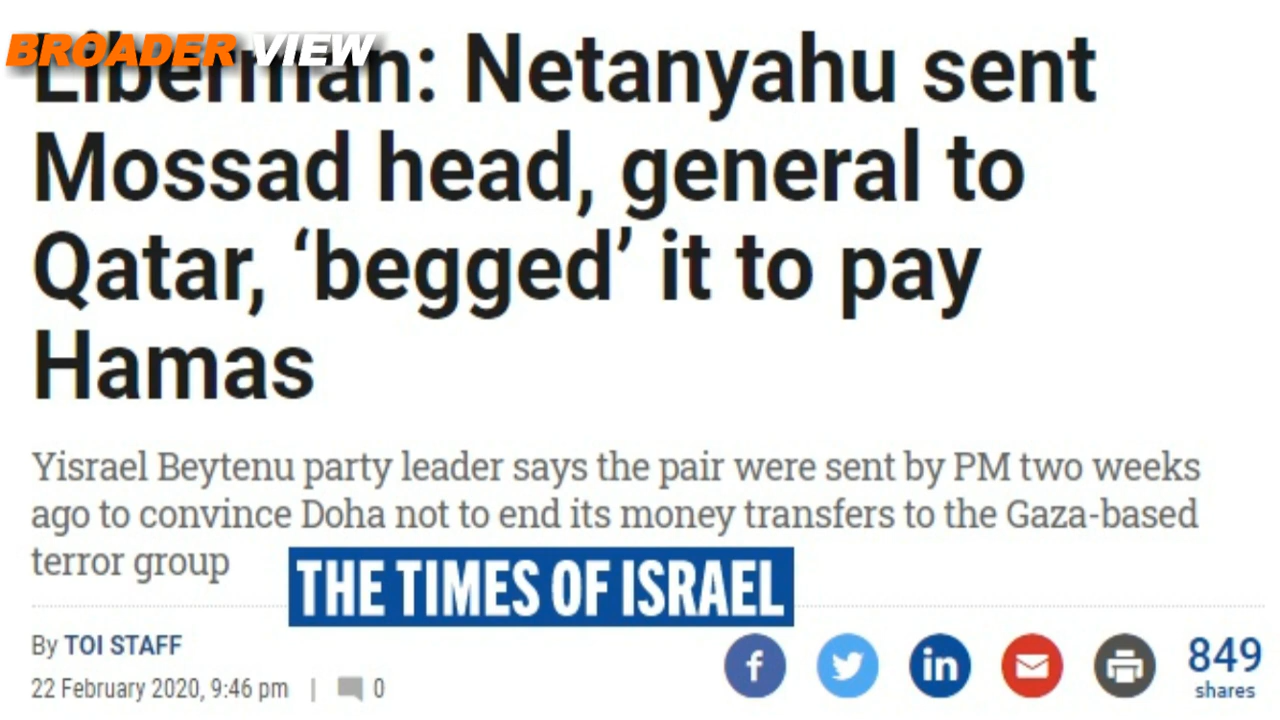 BROADER VIEW
Liberman: Netanyahu sent
Mossad head, general to
Qatar, ‘begged’ it to pay
Hamas
Yisrael Beytenu party leader says the pair were sent by PM two weeks
ago to convince Doha not to end its money transfers to the Gaza-based
terror group
THE TIMES OF ISRAEL
By TOI STAFF
22 February 2020, 9:46 pm | 0
f in 849
shares